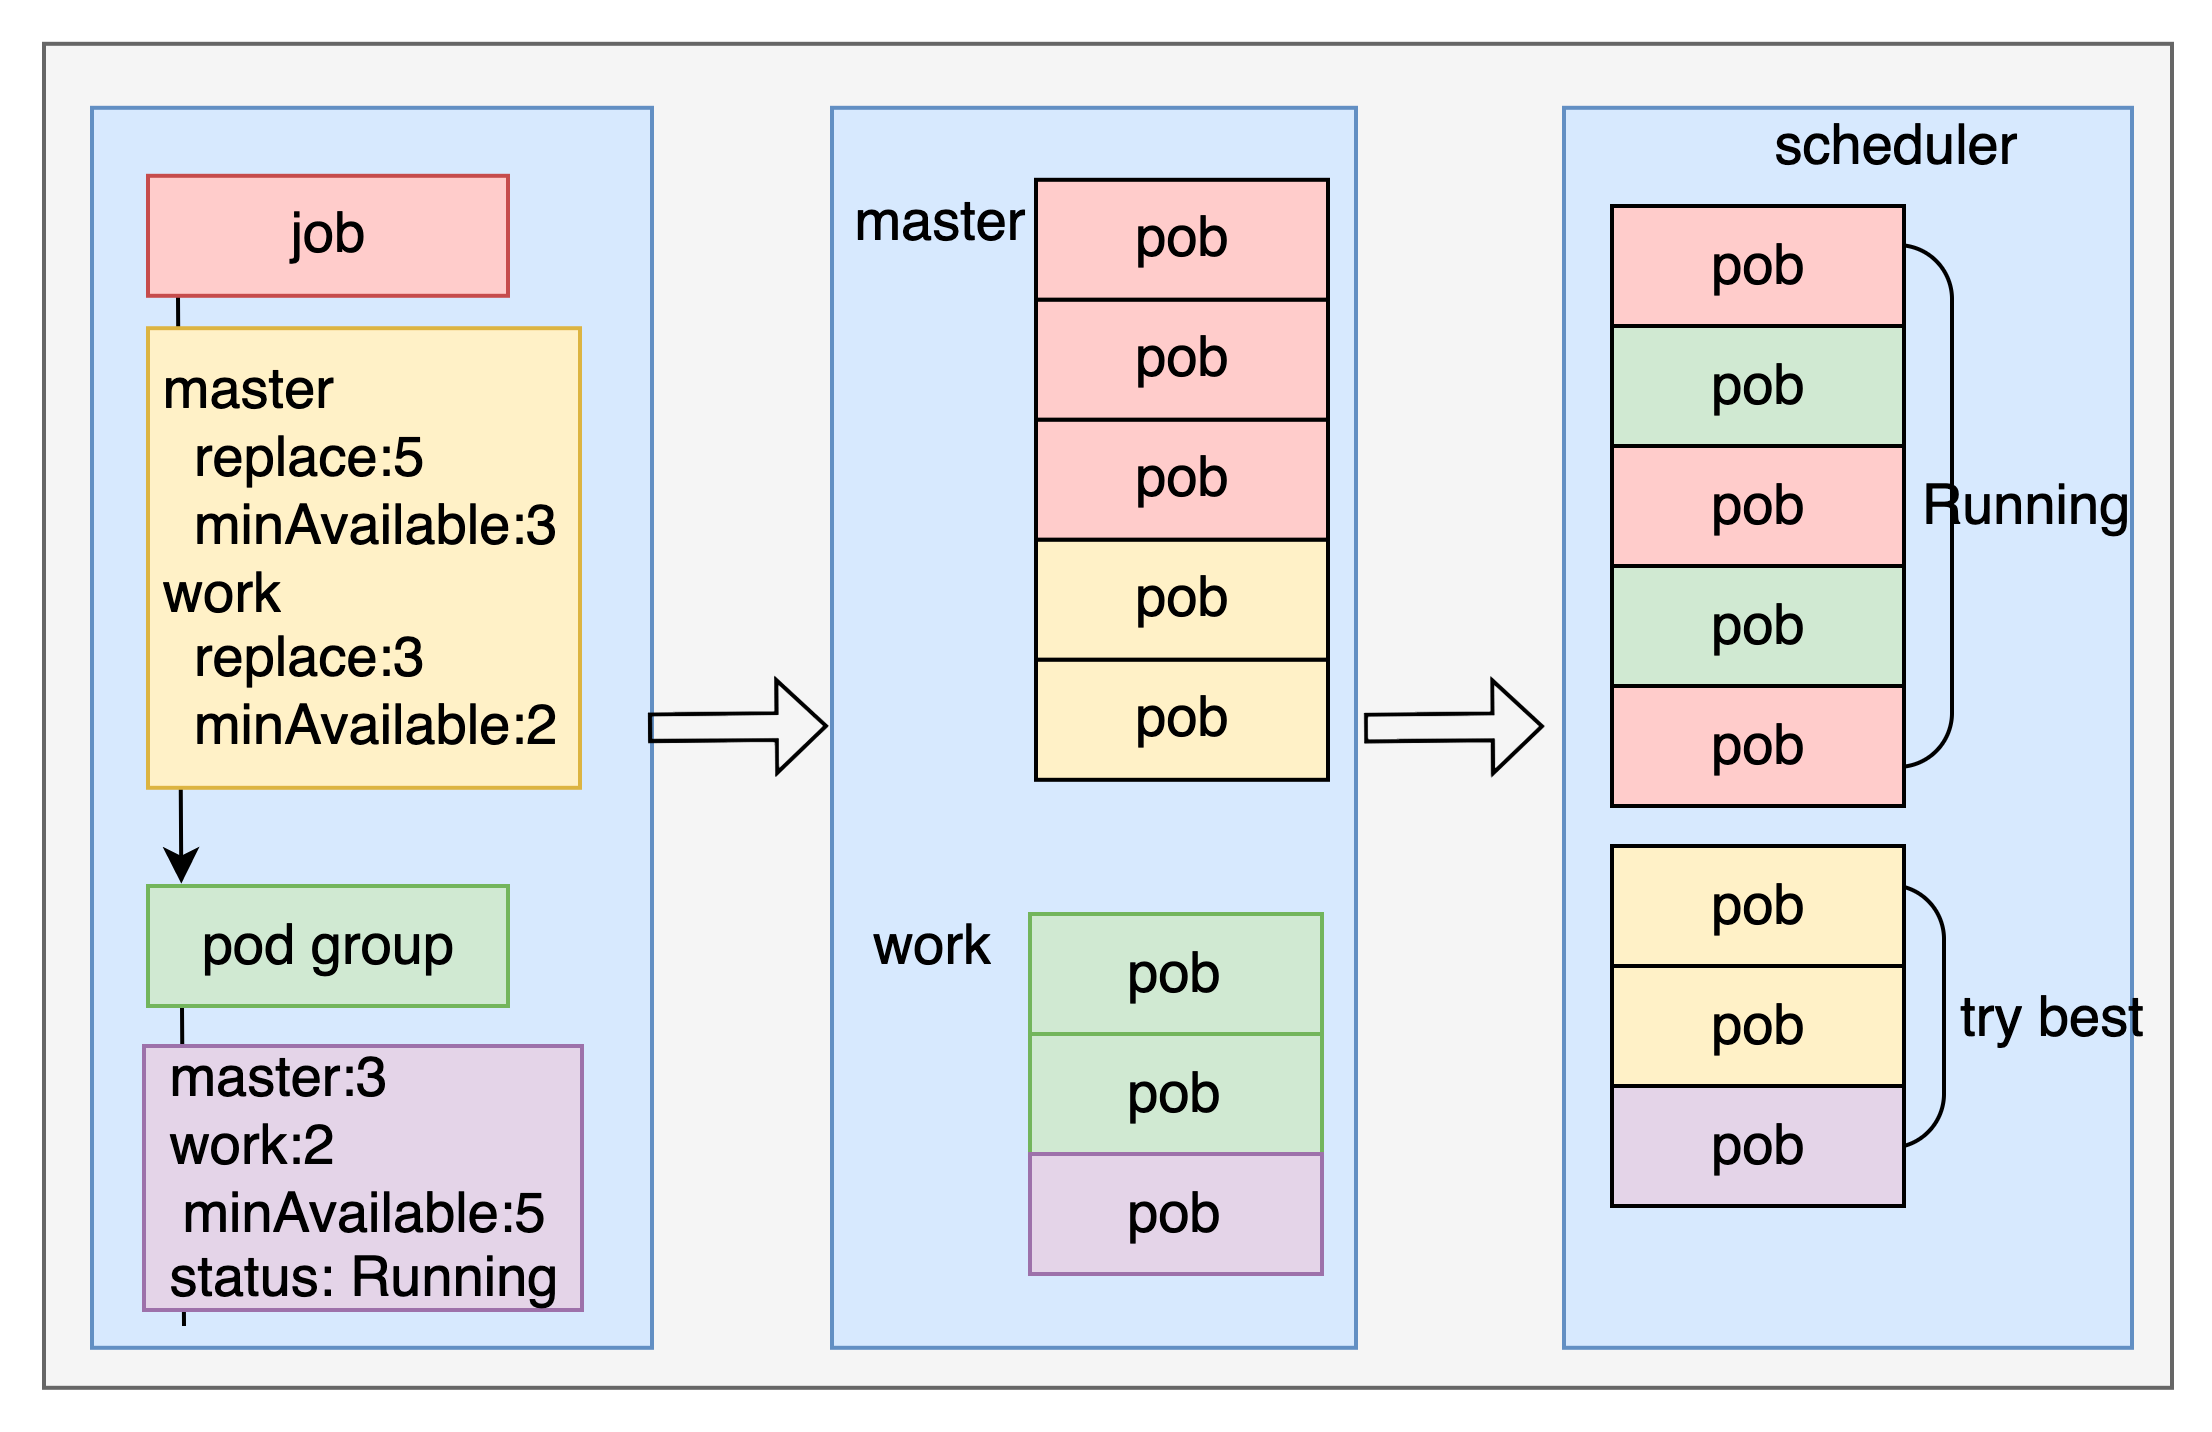 job
master
replace:5
minAvailable:3
work
replace:3
minAvailable:2
pod group
master:3
work:2
minAvailable:5
status: Running
master
pob
pob
pob
pob
pob
work
pob
pob
pob
scheduler
pob
pob
pob
pob
pob
Running
pob
pob
pob
try best